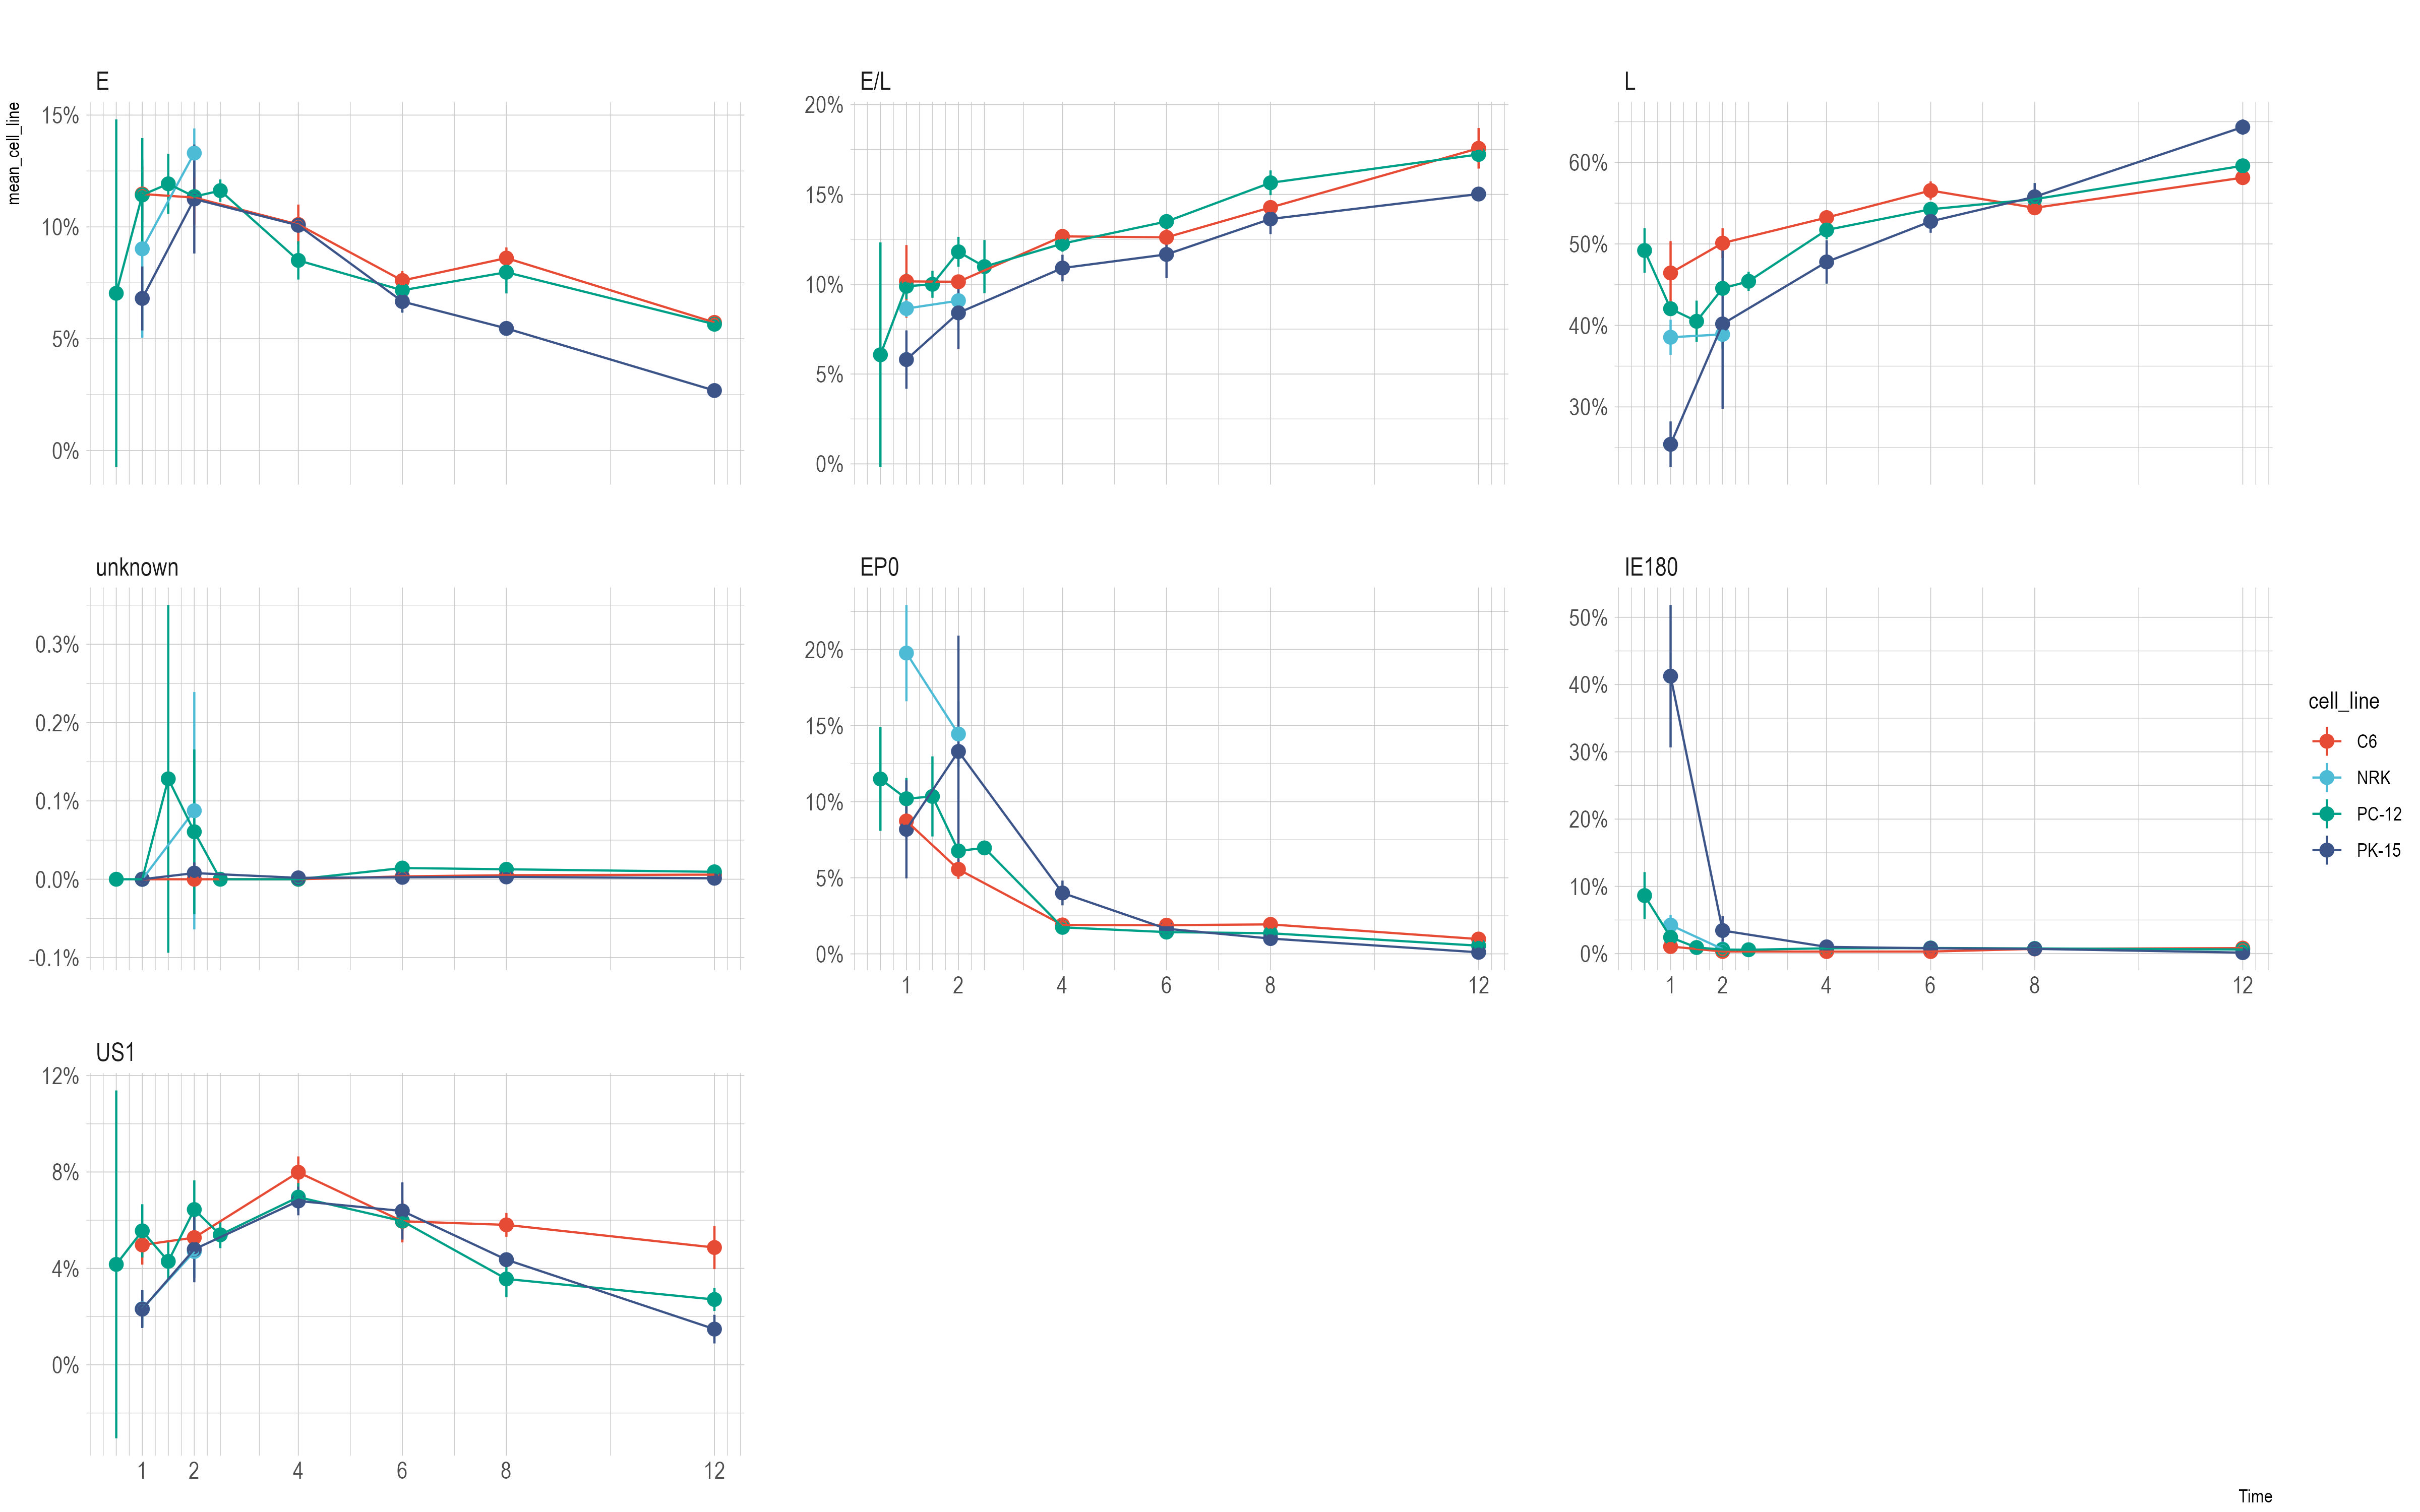 mean_cell_line
E
15%
10%
5%
0%
E/L
20%
15%
10%
5%
0%
L
60%
50%
40%
30%
unknown
0.3%
0.2%
0.1%
0.0%
-0.1%
EP0
20%
15%
10%
5%
0%
1 2 4 6 8 12
IE180
50%
40%
30%
20%
10%
0%
1 2 4 6 8 12
cell_line
C6
NRK
PC-12
PK-15
US1
12%
8%
4%
0%
1 2 4 6 8 12
Time